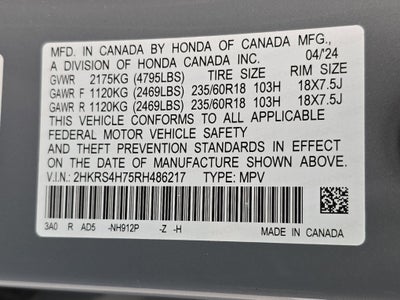 MFD. IN CANADA BY HONDA OF CANADA MFG.,
A DIVISION OF HONDA CANADA INC. 04/'24
GVWR 2175KG (4795LBS) TIRE SIZE RIM SIZE
GAWR F 1120KG (2469LBS) 235/60R18 103H 18X7.5J
GAWR R 1120KG (2469LBS) 235/60R18 103H 18X7.5J
THIS VEHICLE CONFORMS TO ALL APPLICABLE
FEDERAL MOTOR VEHICLE SAFETY
AND THEFT PREVENTION STANDARDS IN EFFECT
ON THE DATE OF MANUFACTURE SHOWN ABOVE.
V.I.N.: 2HKRS4H75RH486217 TYPE: MPV
3A0 R AD5 -NH912P -Z -H MADE IN CANADA